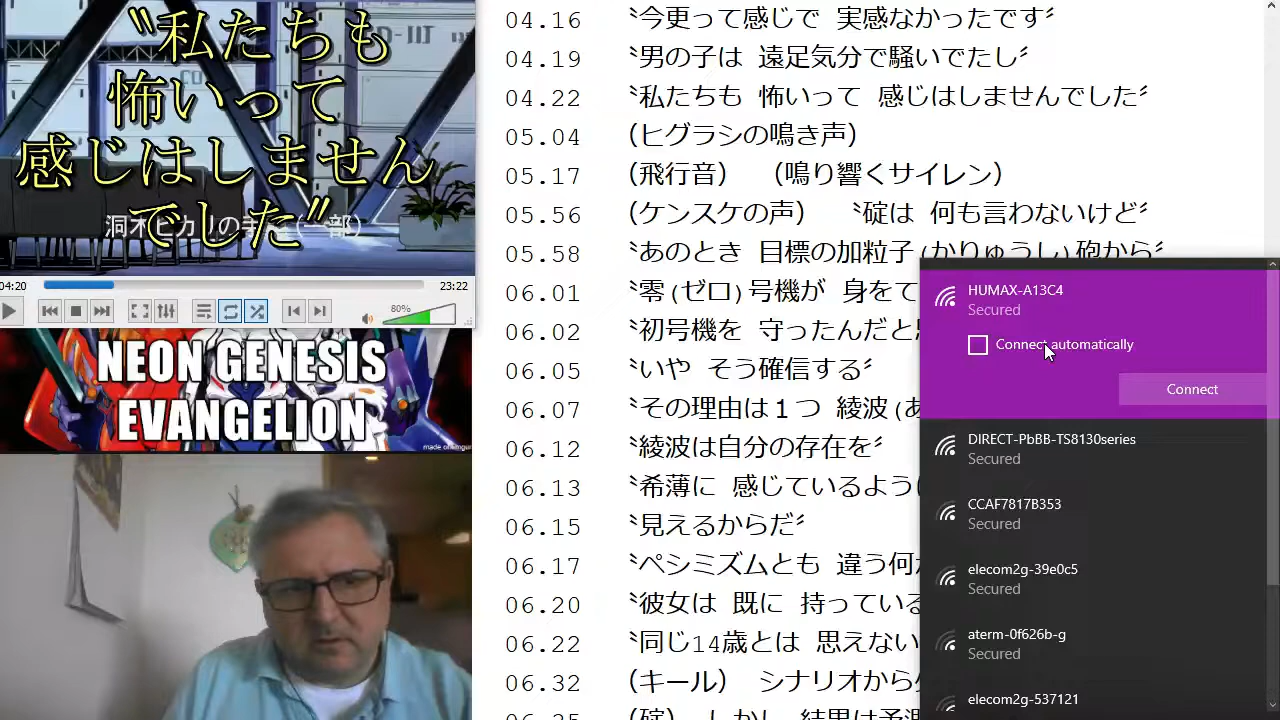 〝私たちも
怖いって
感じはしません
でした〟
04:20
23:22
80%
NEON GENESIS
EVANGELION
04.16 〝今更って感じで 実感なかったです〟
04.19 〝男の子は 遠足気分で騒いでたし〟
04.22 〝私たちも 怖いって 感じはしませんでした〟
05.04 （ヒグラシの鳴き声）
05.17 （飛行音） （鳴り響くサイレン）
05.56 （ケンスケの声） 〝碇は 何も言わないけど〟
05.58 〝あのとき 目標の加粒子(かりゅうし)砲から〟
06.01 〝零(ゼロ)号機が 身をて
06.02 〝初号機を 守ったんだと
06.05 〝いや そう確信する〟
06.07 〝その理由は１つ 綾波(あ
06.12 〝綾波は自分の存在を〟
06.13 〝希薄に 感じているように
06.15 〝見えるからだ〟
06.17 〝ペシミズムとも 違う何
06.20 〝彼女は 既に 持っている
06.22 〝同じ14歳とは 思えない
06.32 （キール） シナリオから
（碇） しかし 結果は予測
HUMAX-A13C4
Secured
Connect automatically
Connect
DIRECT-PbBB-TS8130series
Secured
CCAF7817B353
Secured
elecom2g-39e0c5
Secured
aterm-0f626b-g
Secured
elecom2g-537121